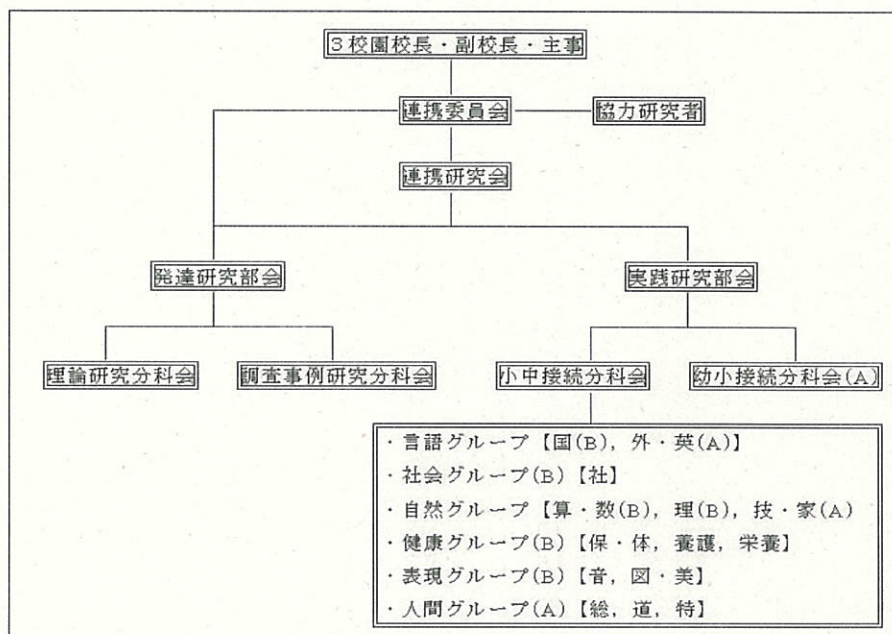 3校園校長・副校長・主事
連携委員会
協力研究者
連携研究会
発達研究部会
実践研究部会
理論研究分科会
調査事例研究分科会
小中接続分科会
幼小接続分科会(A)
・言語グループ【国(B), 外・英(A)】
・社会グループ(B)【社】
・自然グループ【算・数(B), 理(B), 技・家(A)
・健康グループ(B)【保・体, 養護, 栄養】
・表現グループ(B)【音, 図・美】
・人間グループ(A)【総, 道, 特】